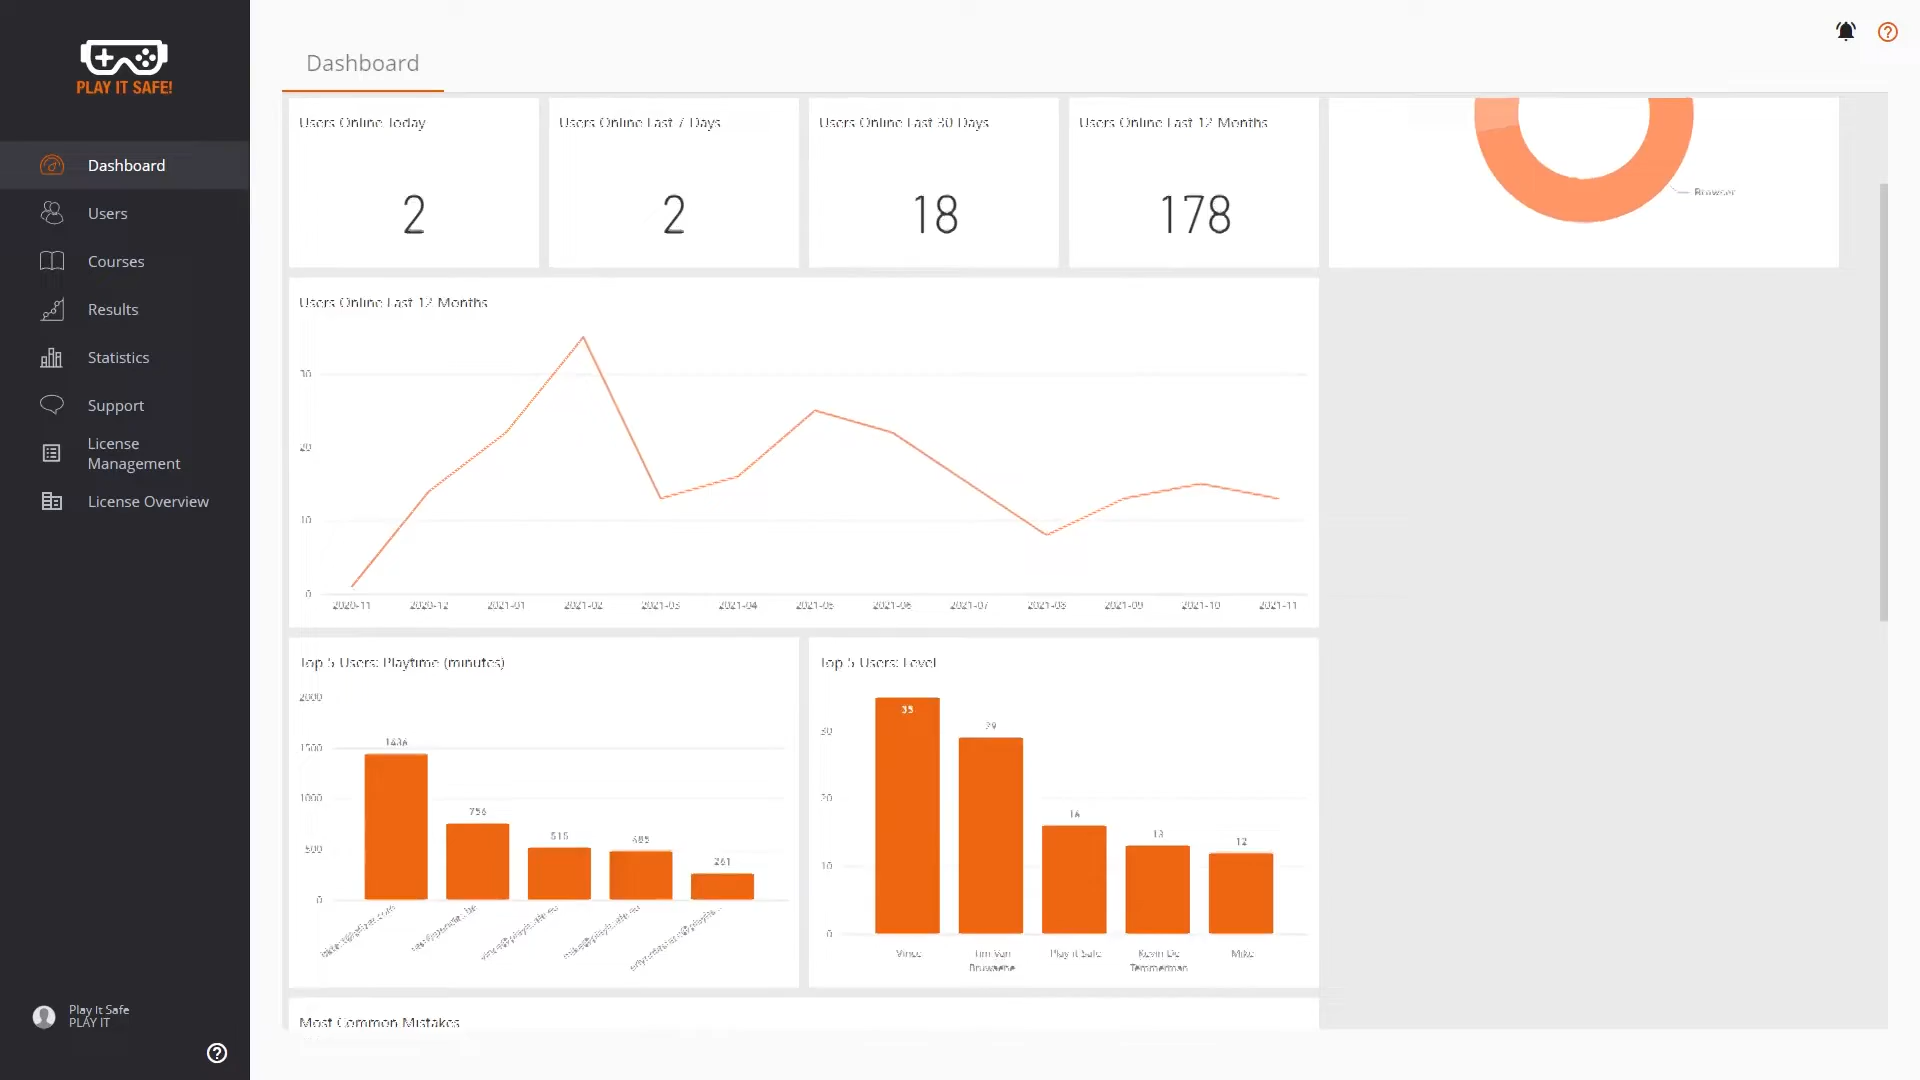 PLAY IT SAFE!
Dashboard
Users
Courses
Results
Statistics
Support
License
Management
License Overview
Play It Safe
PLAY IT
Dashboard
Users Online Today
2
Users Online Last 7 Days
2
Users Online Last 30 Days
18
Users Online Last 12 Months
178
Browser
Users Online Last 12 Months
30
20
10
0
2020-11
2020-12
2021-01
2021-02
2021-03
2021-04
2021-05
2021-06
2021-07
2021-08
2021-09
2021-10
2021-11
Top 5 Users: Playtime (minutes)
2000
1500
1000
500
0
1436
756
515
485
261
Top 5 Users: Level
30
20
10
0
35
29
16
13
12
Vince
Tim Van
Play it Safe
Kevin De
Temmerman
Mike
Most Common Mistakes